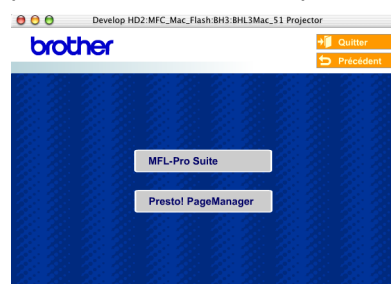 Develop HD2:MFC_Mac_Flash:BH3:BHL3Mac_51 Projector
brother
Quitter
Précédent
MFL-Pro Suite
Presto! PageManager